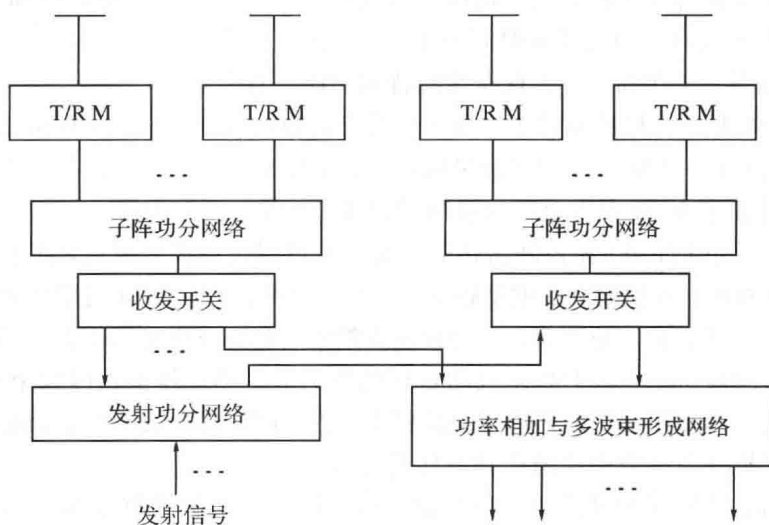 T/R M T/R M T/R M T/R M
... ...
子阵功分网络 子阵功分网络
收发开关 收发开关
...
发射功分网络 功率相加与多波束形成网络
... ...
发射信号